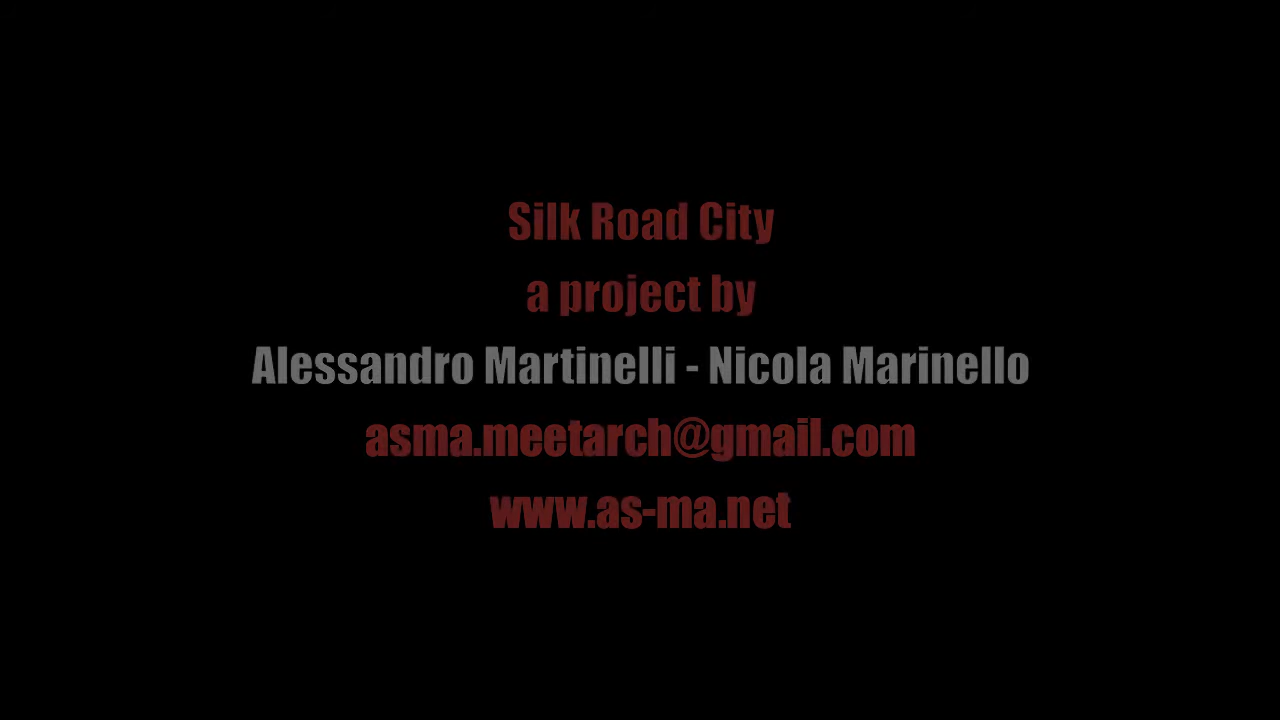 Silk Road City
a project by
Alessandro Martinelli - Nicola Marinello
asma.meetarch@gmail.com
www.as-ma.net